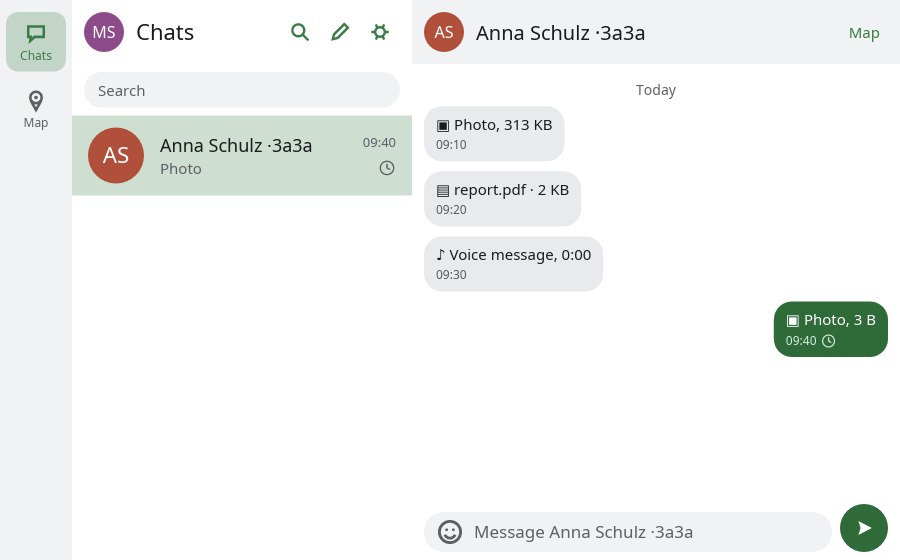 Chats
Map
MS
Chats
Search
AS
Anna Schulz ·3a3a
09:40
Photo
AS
Anna Schulz ·3a3a
Map
Today
▣ Photo, 313 KB
09:10
▤ report.pdf · 2 KB
09:20
♪ Voice message, 0:00
09:30
▣ Photo, 3 B
09:40
Message Anna Schulz ·3a3a